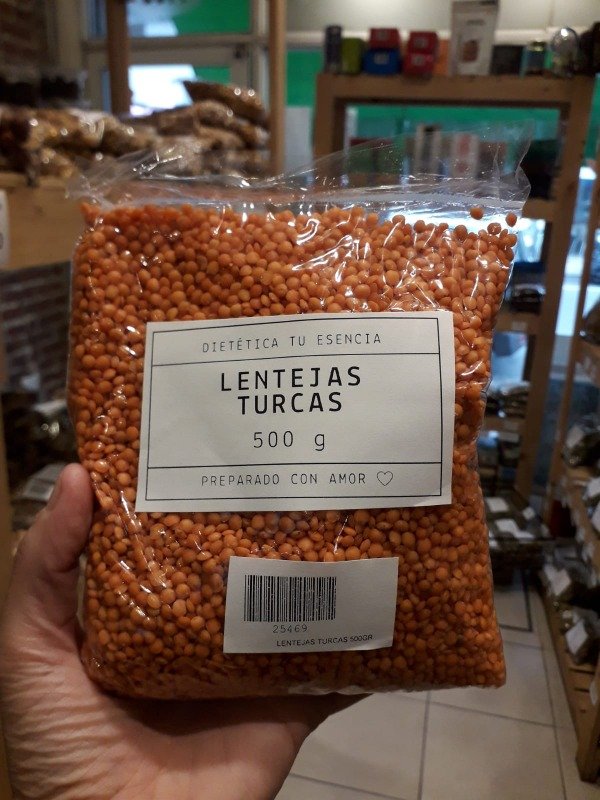 DIETÉTICA TU ESENCIA
LENTEJAS
TURCAS
500 g
PREPARADO CON AMOR ♡
25469
LENTEJAS TURCAS 500GR